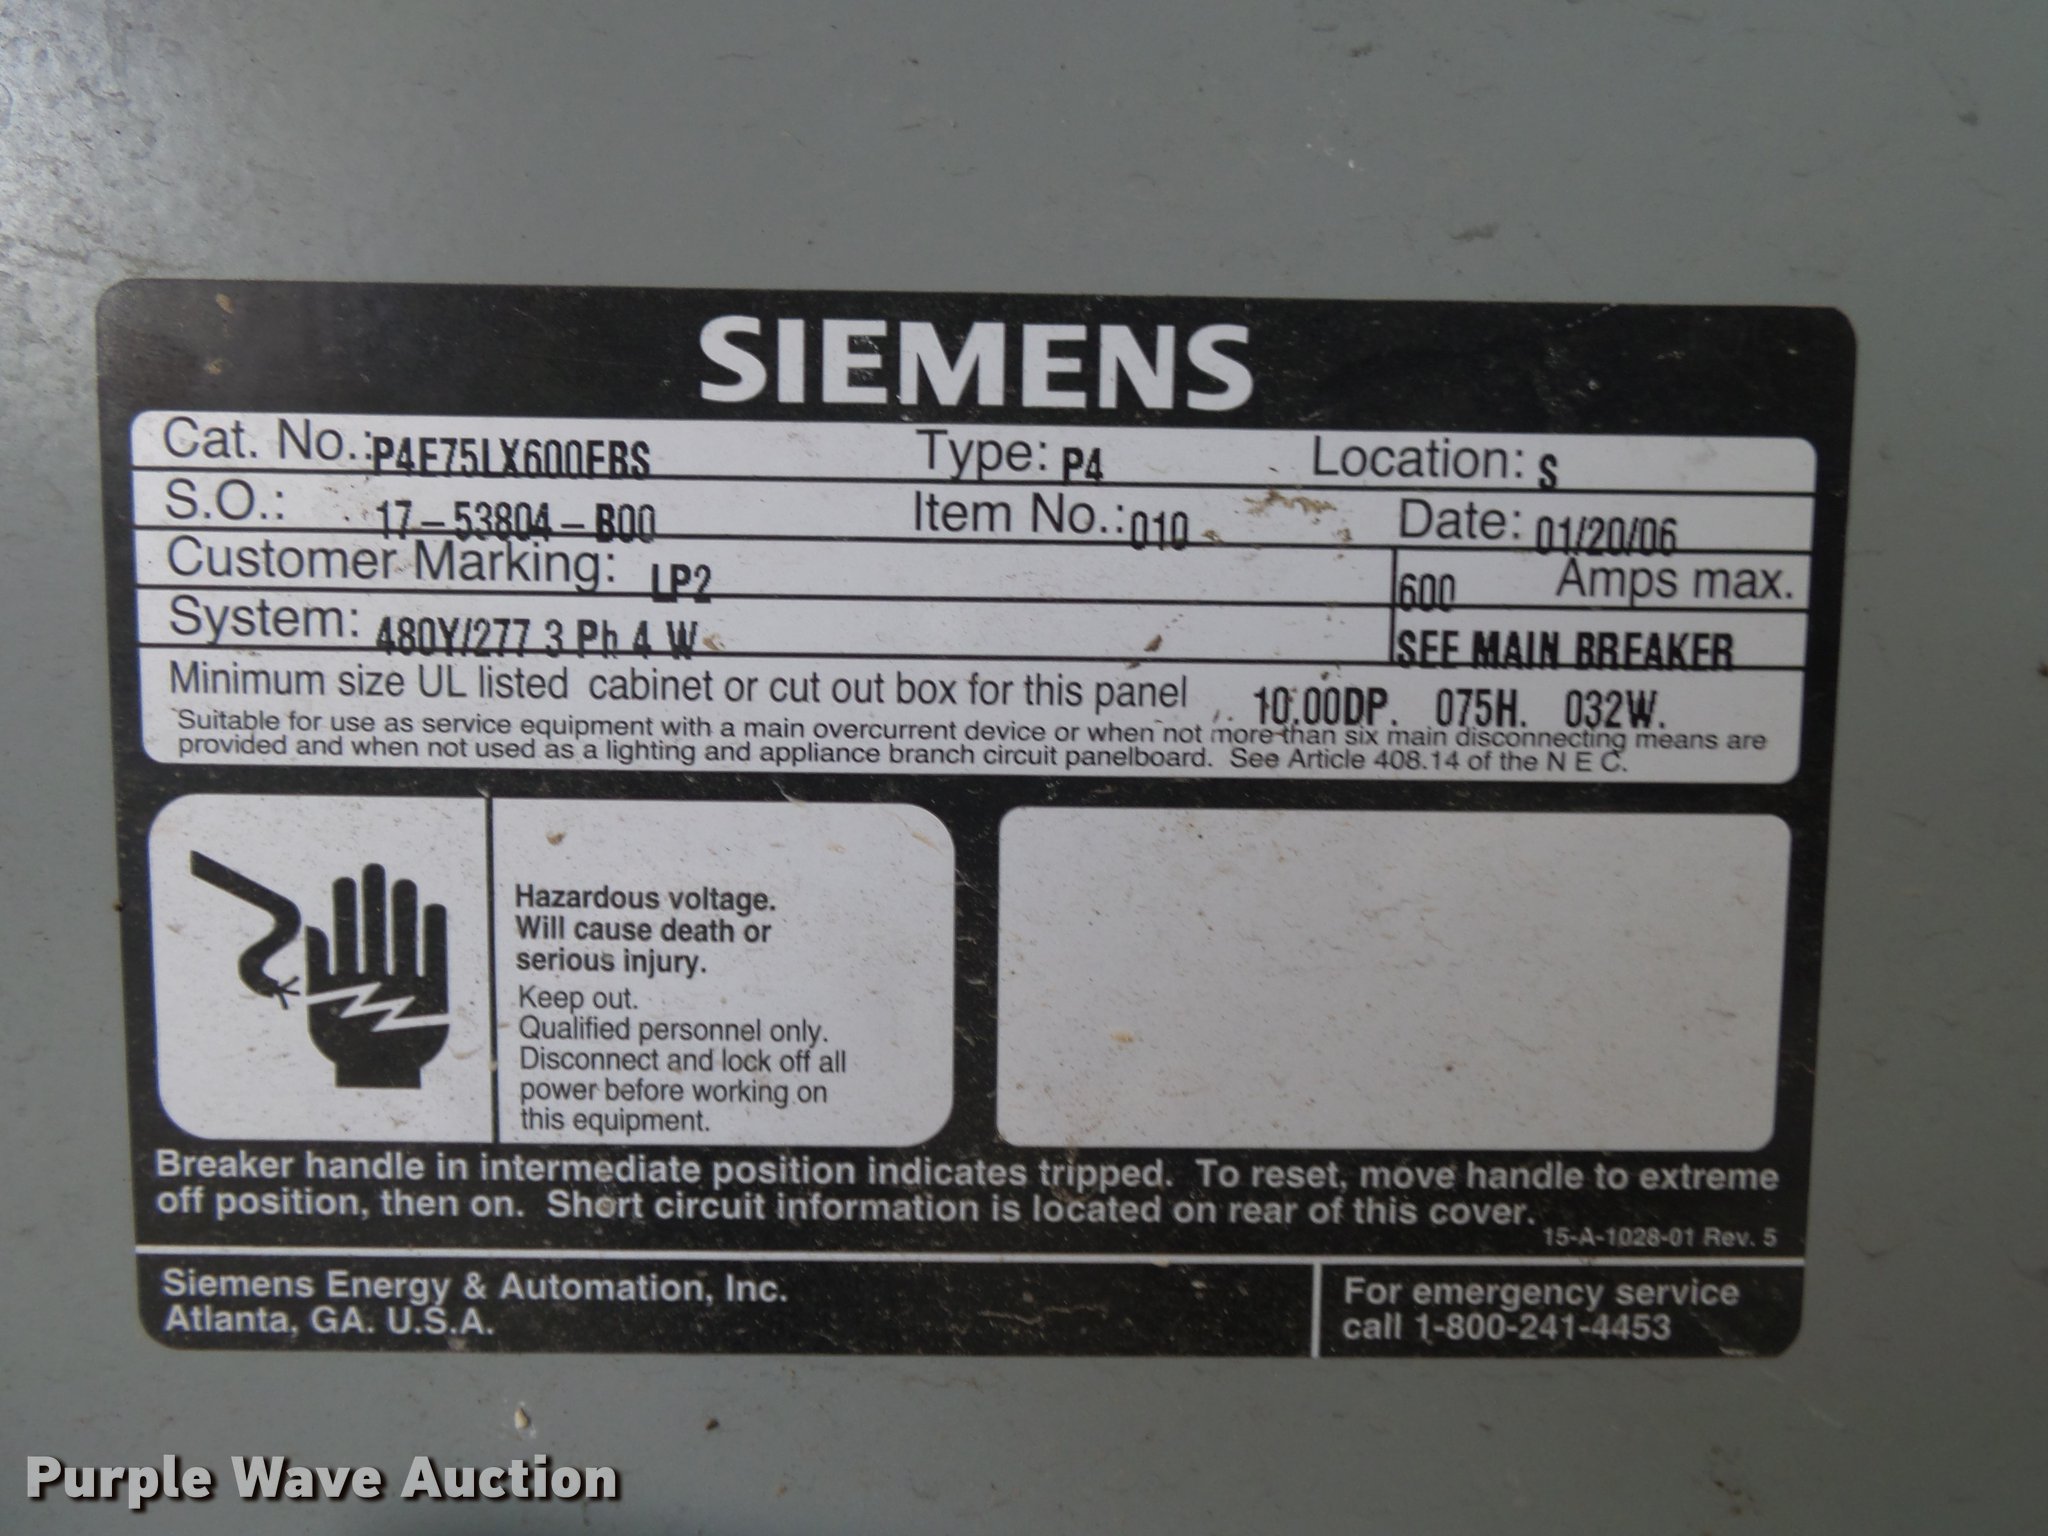 SIEMENS
Cat. No.: P4E75LX600EBS Type: P4 Location: S
S.O.: 17-53804-B00 Item No.: 010 Date: 01/20/06
Customer Marking: LP2 600 Amps max.
System: 480Y/277 3 Ph 4 W SEE MAIN BREAKER
Minimum size UL listed cabinet or cut out box for this panel 10.00DP. 075H. 032W.
Suitable for use as service equipment with a main overcurrent device or when not more than six main disconnecting means are
provided and when not used as a lighting and appliance branch circuit panelboard. See Article 408.14 of the N E C.
Hazardous voltage.
Will cause death or
serious injury.
Keep out.
Qualified personnel only.
Disconnect and lock off all
power before working on
this equipment.
Breaker handle in intermediate position indicates tripped. To reset, move handle to extreme
off position, then on. Short circuit information is located on rear of this cover.
15-A-1028-01 Rev. 5
Siemens Energy & Automation, Inc.
Atlanta, GA. U.S.A.
For emergency service
call 1-800-241-4453
Purple Wave Auction